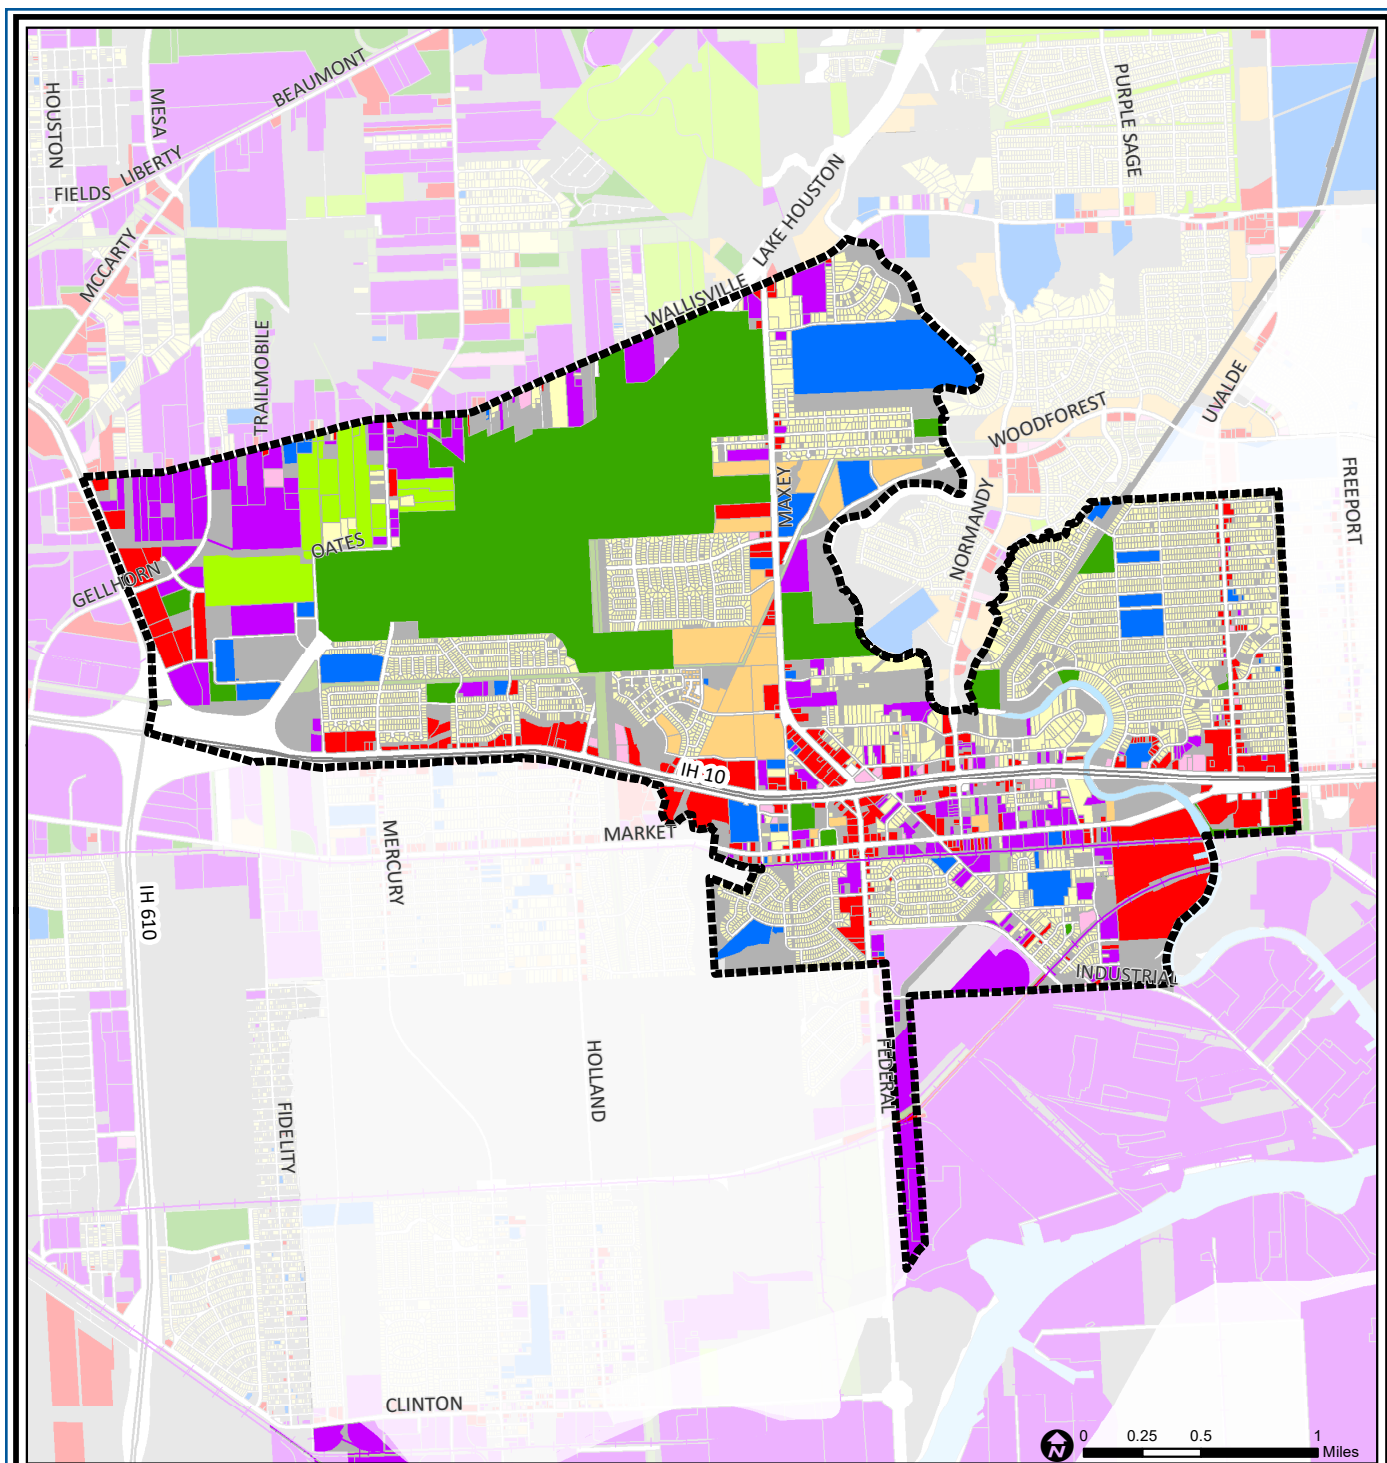 HOUSTON
MESA
BEAUMONT
PURPLE SAGE
LIBERTY
FIELDS
MCCARTY
LAKE HOUSTON
WALLISVILLE
TRAILMOBILE
UVALDE
WOODFOREST
FREEPORT
MAXEY
NORMANDY
OATES
GELLHORN
IH 10
MARKET
MERCURY
IH 610
INDUSTRIAL
HOLLAND
FEDERAL
FIDELITY
CLINTON
N
0 0.25 0.5 1
Miles